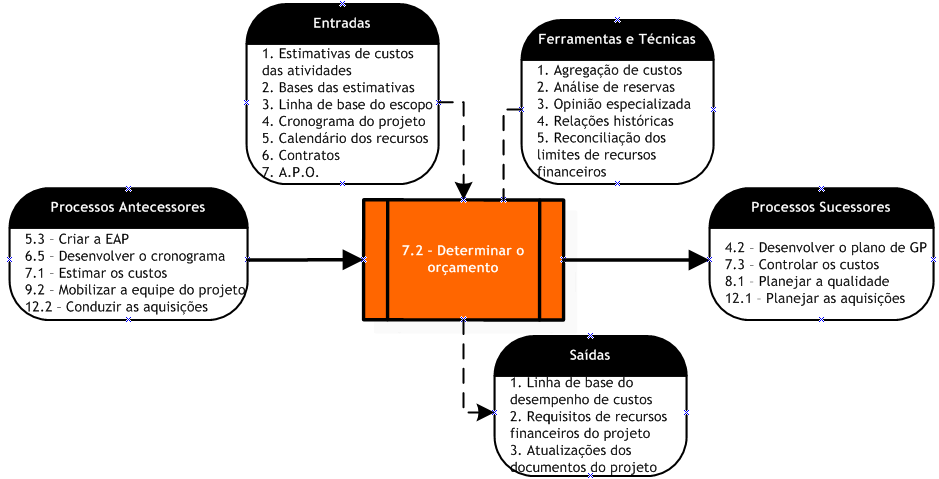 Entradas
1. Estimativas de custos
das atividades
2. Bases das estimativas
3. Linha de base do escopo
4. Cronograma do projeto
5. Calendário dos recursos
6. Contratos
7. A.P.O.
Ferramentas e Técnicas
1. Agregação de custos
2. Análise de reservas
3. Opinião especializada
4. Relações históricas
5. Reconciliação dos
limites de recursos
financeiros
Processos Antecessores
5.3 – Criar a EAP
6.5 – Desenvolver o cronograma
7.1 – Estimar os custos
9.2 – Mobilizar a equipe do projeto
12.2 – Conduzir as aquisições
7.2 – Determinar o
orçamento
Processos Sucessores
4.2 – Desenvolver o plano de GP
7.3 – Controlar os custos
8.1 – Planejar a qualidade
12.1 – Planejar as aquisições
Saídas
1. Linha de base do
desempenho de custos
2. Requisitos de recursos
financeiros do projeto
3. Atualizações dos
documentos do projeto